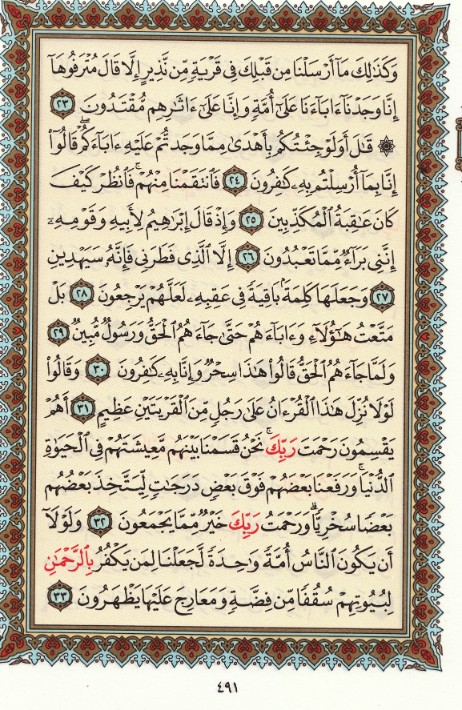 وَكَذَٰلِكَ مَآ أَرْسَلْنَا مِن قَبْلِكَ فِى قَرْيَةٍ مِّن نَّذِيرٍ إِلَّا قَالَ مُتْرَفُوهَآ
إِنَّا وَجَدْنَآ ءَابَآءَنَا عَلَىٰٓ أُمَّةٍ وَإِنَّا عَلَىٰٓ ءَاثَٰرِهِم مُّقْتَدُونَ ٢٣
۞ قَٰلَ أَوَلَوْ جِئْتُكُم بِأَهْدَىٰ مِمَّا وَجَدتُّمْ عَلَيْهِ ءَابَآءَكُمْ ۖ قَالُوٓا۟
إِنَّا بِمَآ أُرْسِلْتُم بِهِۦ كَٰفِرُونَ ٢٤ فَٱنتَقَمْنَا مِنْهُمْ ۖ فَٱنظُرْ كَيْفَ
كَانَ عَٰقِبَةُ ٱلْمُكَذِّبِينَ ٢٥ وَإِذْ قَالَ إِبْرَٰهِيمُ لِأَبِيهِ وَقَوْمِهِۦٓ
إِنَّنِى بَرَآءٌ مِّمَّا تَعْبُدُونَ ٢٦ إِلَّا ٱلَّذِى فَطَرَنِى فَإِنَّهُۥ سَيَهْدِينِ
٢٧ وَجَعَلَهَا كَلِمَةًۢ بَاقِيَةً فِى عَقِبِهِۦ لَعَلَّهُمْ يَرْجِعُونَ ٢٨ بَلْ
مَتَّعْتُ هَٰٓؤُلَآءِ وَءَابَآءَهُمْ حَتَّىٰ جَآءَهُمُ ٱلْحَقُّ وَرَسُولٌ مُّبِينٌ ٢٩
وَلَمَّا جَآءَهُمُ ٱلْحَقُّ قَالُوا۟ هَٰذَا سِحْرٌ وَإِنَّا بِهِۦ كَٰفِرُونَ ٣٠ وَقَالُوا۟
لَوْلَا نُزِّلَ هَٰذَا ٱلْقُرْءَانُ عَلَىٰ رَجُلٍ مِّنَ ٱلْقَرْيَتَيْنِ عَظِيمٍ ٣١ أَهُمْ
يَقْسِمُونَ رَحْمَتَ رَبِّكَ ۚ نَحْنُ قَسَمْنَا بَيْنَهُم مَّعِيشَتَهُمْ فِى ٱلْحَيَوٰةِ
ٱلدُّنْيَا ۚ وَرَفَعْنَا بَعْضَهُمْ فَوْقَ بَعْضٍ دَرَجَٰتٍ لِّيَتَّخِذَ بَعْضُهُم
بَعْضًا سُخْرِيًّا ۗ وَرَحْمَتُ رَبِّكَ خَيْرٌ مِّمَّا يَجْمَعُونَ ٣٢ وَلَوْلَآ
أَن يَكُونَ ٱلنَّاسُ أُمَّةً وَٰحِدَةً لَّجَعَلْنَا لِمَن يَكْفُرُ بِٱلرَّحْمَٰنِ
لِبُيُوتِهِمْ سُقُفًا مِّن فِضَّةٍ وَمَعَارِجَ عَلَيْهَا يَظْهَرُونَ ٣٣
٤٩١